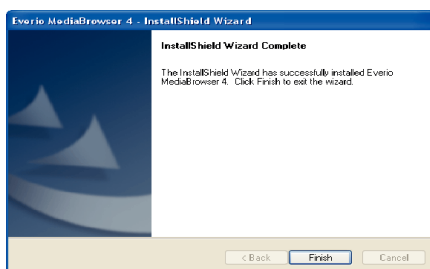 Everio MediaBrowser 4 - InstallShield Wizard
InstallShield Wizard Complete
The InstallShield Wizard has successfully installed Everio
MediaBrowser 4. Click Finish to exit the wizard.
< Back
Finish
Cancel